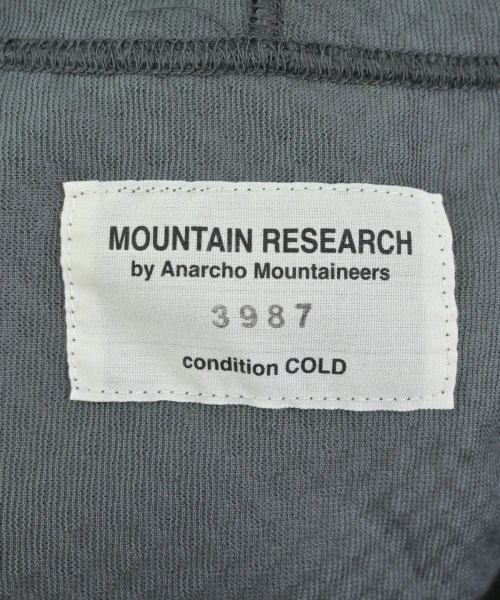 MOUNTAIN RESEARCH
by Anarcho Mountaineers
3987
condition COLD